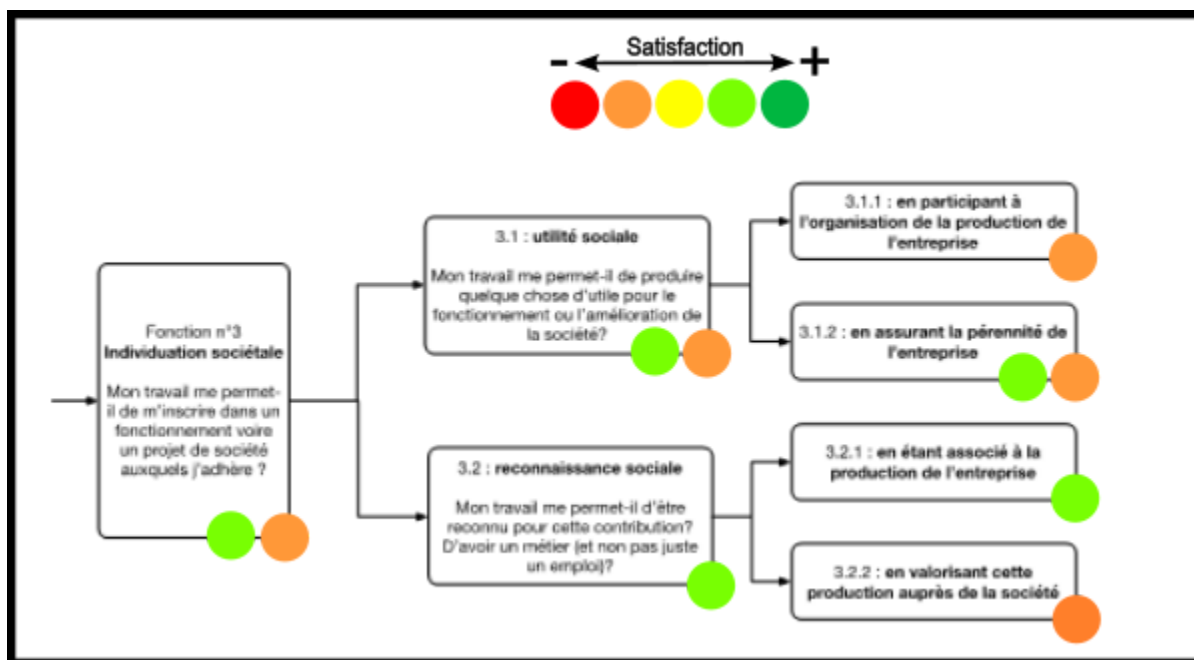 Satisfaction
- +
Fonction n°3
Individuation sociétale
Mon travail me permet-
il de m'inscrire dans un
fonctionnement voire
un projet de société
auxquels j'adhère ?
3.1 : utilité sociale
Mon travail me permet-il de produire
quelque chose d'utile pour le
fonctionnement ou l'amélioration de
la société?
3.2 : reconnaissance sociale
Mon travail me permet-il d'être
reconnu pour cette contribution?
D'avoir un métier (et non pas juste
un emploi)?
3.1.1 : en participant à
l'organisation de la production de
l'entreprise
3.1.2 : en assurant la pérennité de
l'entreprise
3.2.1 : en étant associé à la
production de l'entreprise
3.2.2 : en valorisant cette
production auprès de la société